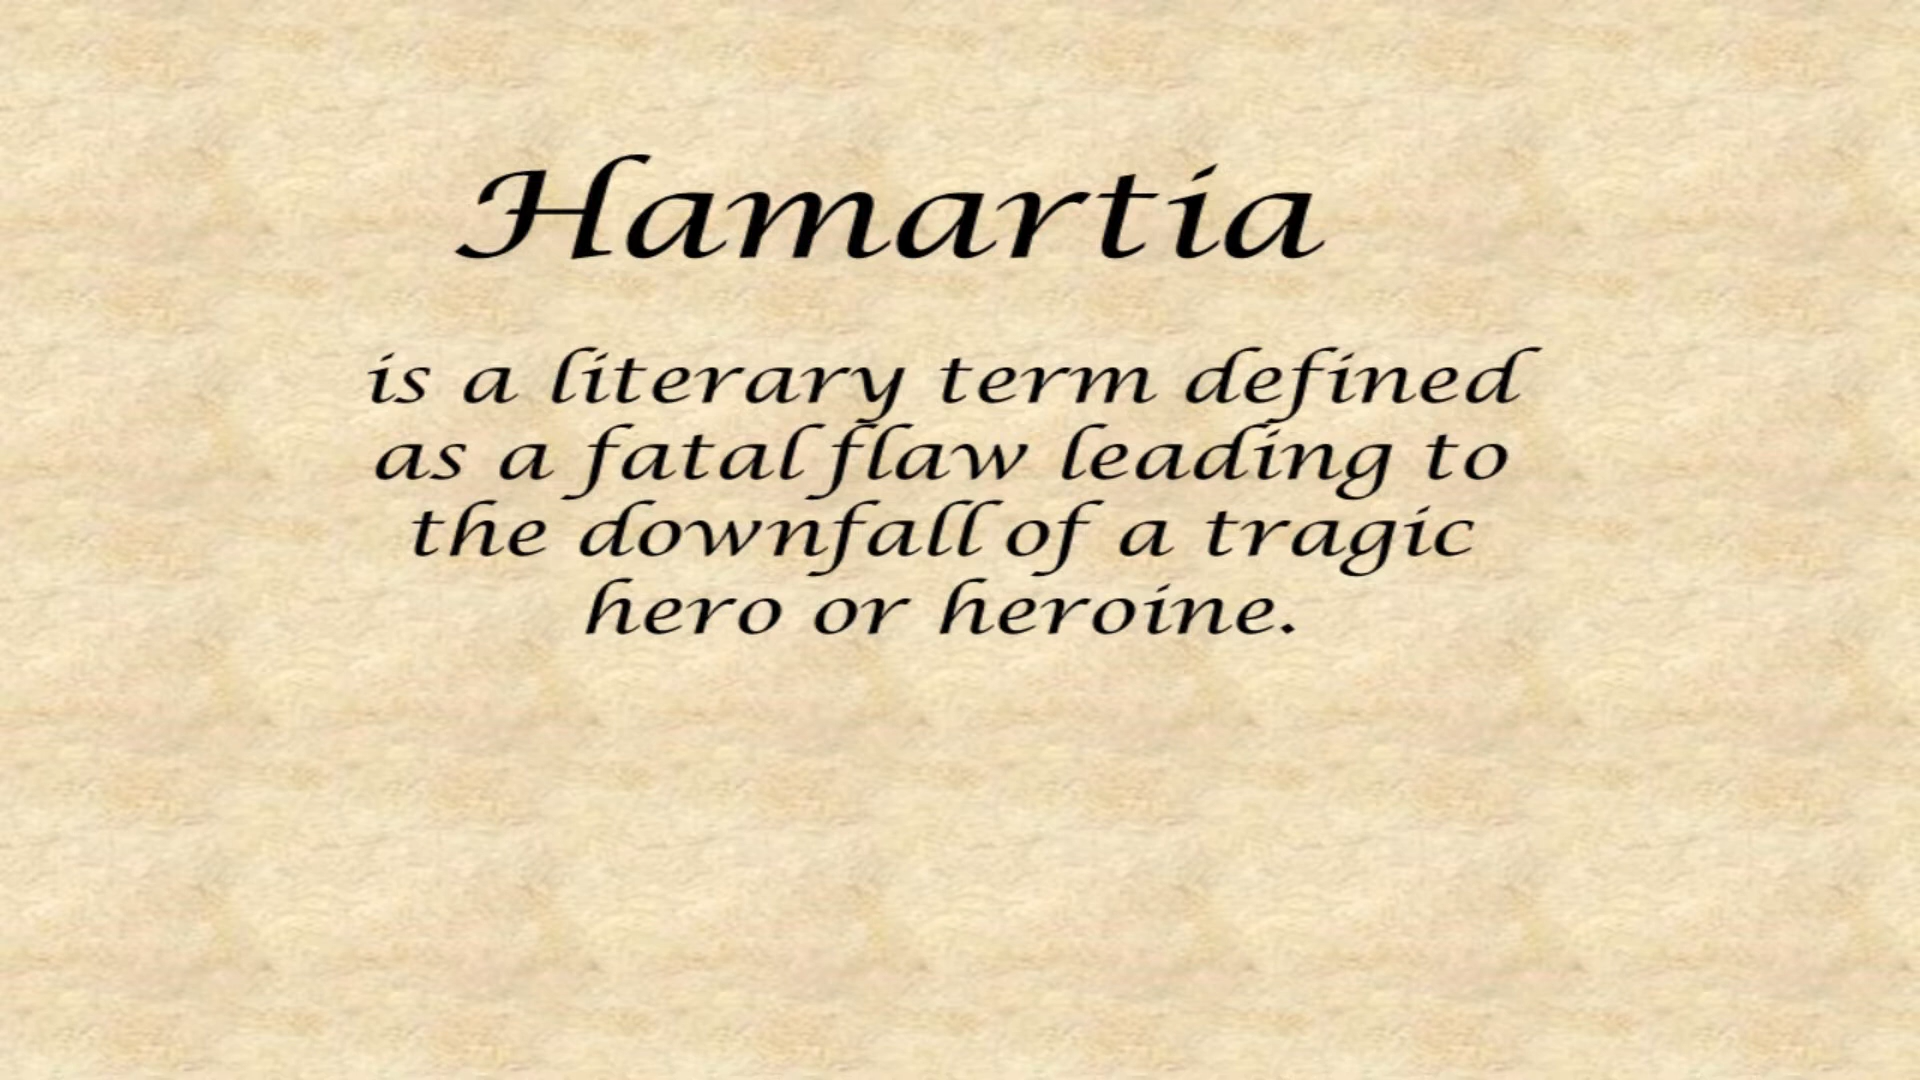 Hamartia
is a literary term defined
as a fatal flaw leading to
the downfall of a tragic
hero or heroine.